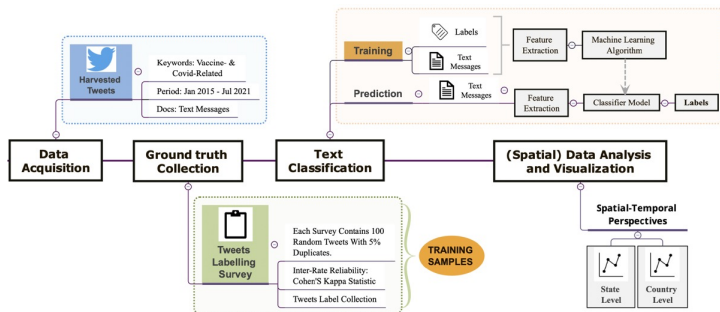 Harvested
Tweets
Keywords: Vaccine- &
Covid-Related
Period: Jan 2015 - Jul 2021
Docs: Text Messages
Training
Labels
Text
Messages
Feature
Extraction
Machine Learning
Algorithm
Prediction
Text
Messages
Feature
Extraction
Classifier Model
Labels
Data
Acquisition
Ground truth
Collection
Text
Classification
(Spatial) Data Analysis
and Visualization
Tweets
Labelling
Survey
Each Survey Contains 100
Random Tweets With 5%
Duplicates.
Inter-Rate Reliability:
Cohen'S Kappa Statistic
Tweets Label Collection
TRAINING
SAMPLES
Spatial-Temporal
Perspectives
State
Level
Country
Level